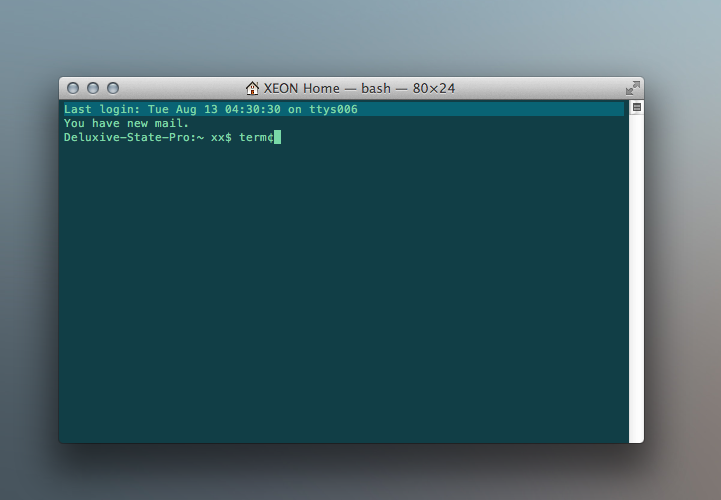 XEON Home — bash — 80×24
Last login: Tue Aug 13 04:30:30 on ttys006
You have new mail.
Deluxive-State-Pro:~ xx$ term¢